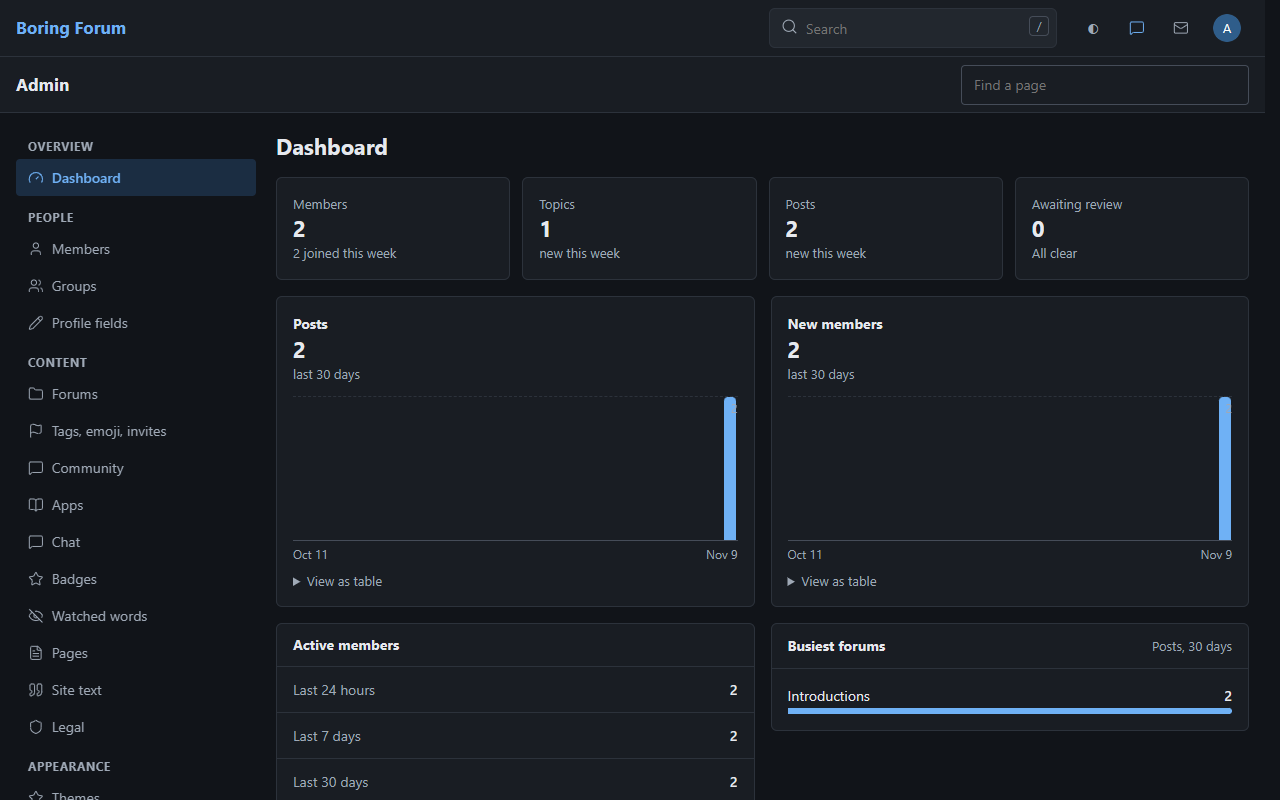 Boring Forum
Search
/
A
Admin
Find a page
OVERVIEW
Dashboard
PEOPLE
Members
Groups
Profile fields
CONTENT
Forums
Tags, emoji, invites
Community
Apps
Chat
Badges
Watched words
Pages
Site text
Legal
APPEARANCE
Themes
Dashboard
Members
2
2 joined this week
Topics
1
new this week
Posts
2
new this week
Awaiting review
0
All clear
Posts
2
last 30 days
Oct 11
Nov 9
View as table
New members
2
last 30 days
Oct 11
Nov 9
View as table
Active members
Last 24 hours
2
Last 7 days
2
Last 30 days
2
Busiest forums
Posts, 30 days
Introductions
2